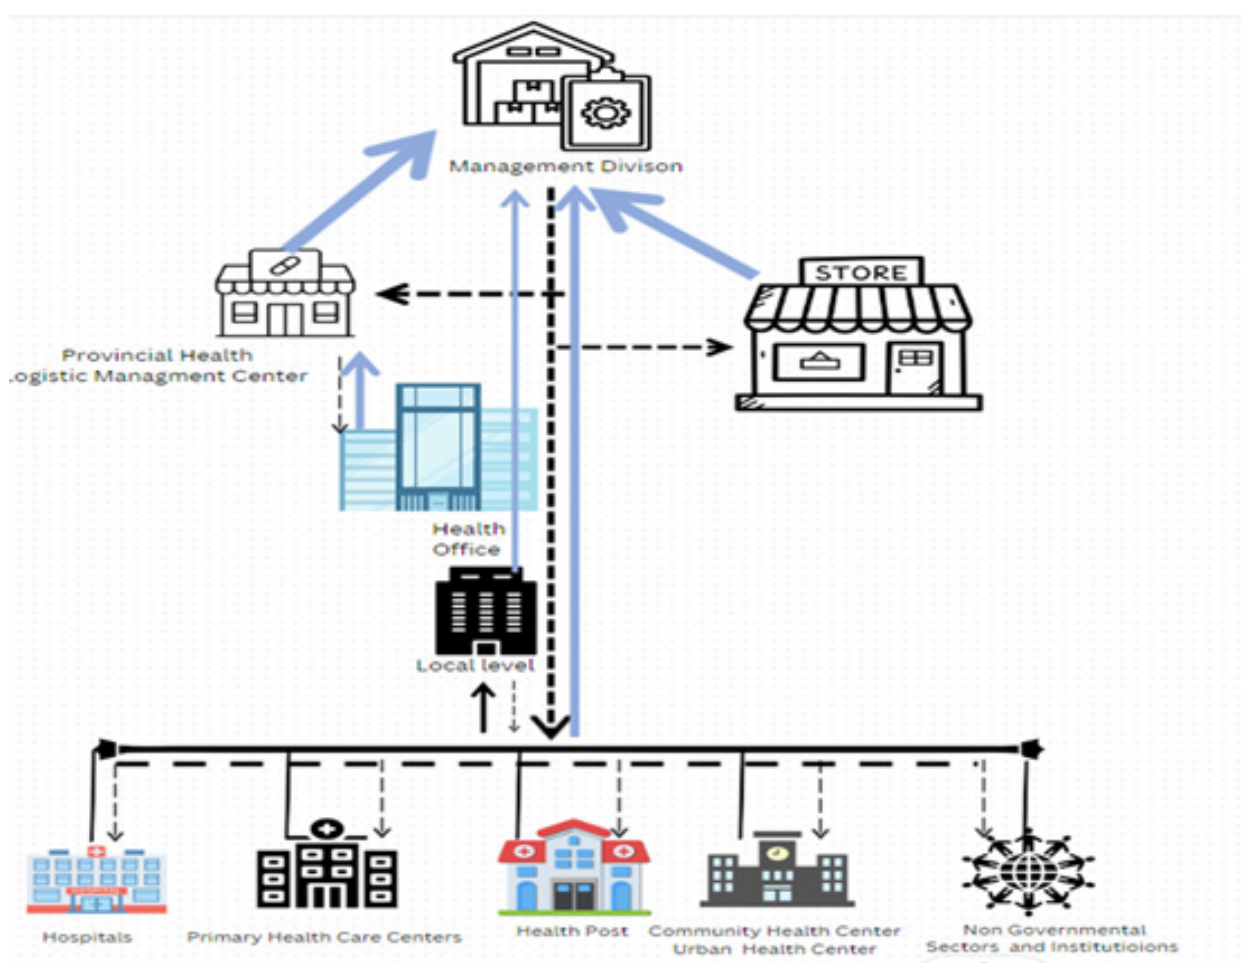 Management Divison
STORE
Provincial Health
ogistic Managment Center
Health
Office
Local level
HOSPITAL
Hospitals
Primary Health Care Centers
Health Post
Community Health Center
Urban Health Center
Non Governmental
Sectors and Institutioions